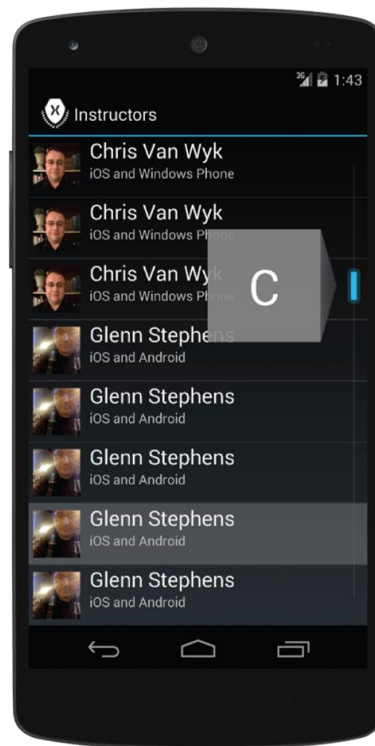 3G 1:43
X Instructors
Chris Van Wyk
iOS and Windows Phone
Chris Van Wyk
iOS and Windows Phone
Chris Van Wyk
iOS and Windows Phone
C
Glenn Stephens
iOS and Android
Glenn Stephens
iOS and Android
Glenn Stephens
iOS and Android
Glenn Stephens
iOS and Android
Glenn Stephens
iOS and Android